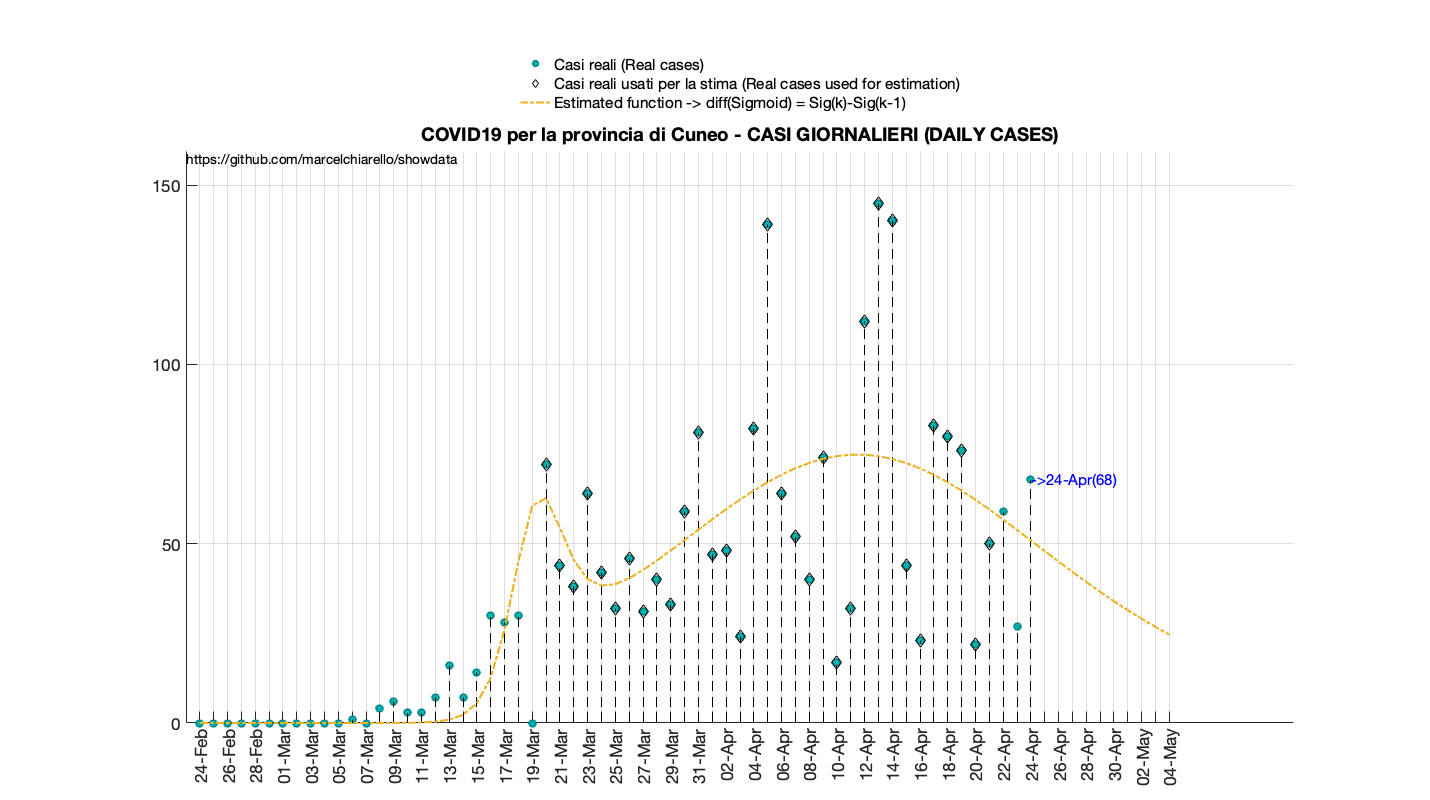 Casi reali (Real cases)
Casi reali usati per la stima (Real cases used for estimation)
Estimated function -> diff(Sigmoid) = Sig(k)-Sig(k-1)
COVID19 per la provincia di Cuneo - CASI GIORNALIERI (DAILY CASES)
https://github.com/marcelchiarello/showdata
150
100
50
0
->24-Apr(68)
24-Feb
26-Feb
28-Feb
01-Mar
03-Mar
05-Mar
07-Mar
09-Mar
11-Mar
13-Mar
15-Mar
17-Mar
19-Mar
21-Mar
23-Mar
25-Mar
27-Mar
29-Mar
31-Mar
02-Apr
04-Apr
06-Apr
08-Apr
10-Apr
12-Apr
14-Apr
16-Apr
18-Apr
20-Apr
22-Apr
24-Apr
26-Apr
28-Apr
30-Apr
02-May
04-May